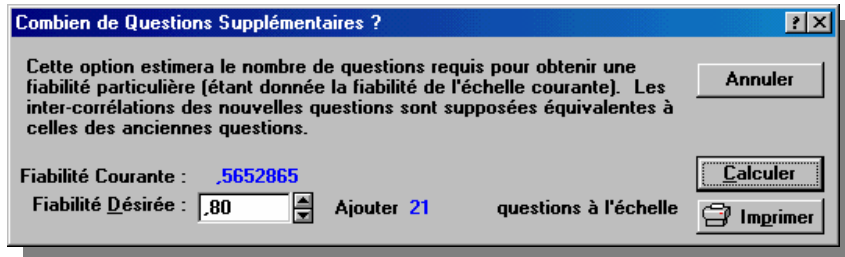 Combien de Questions Supplémentaires ?
Cette option estimera le nombre de questions requis pour obtenir une
fiabilité particulière (étant donnée la fiabilité de l'échelle courante).  Les
inter-corrélations des nouvelles questions sont supposées équivalentes à
celles des anciennes questions.
Annuler
Fiabilité Courante :  ,5652865
Calculer
Fiabilité Désirée :  ,80  Ajouter  21  questions à l'échelle
Imprimer